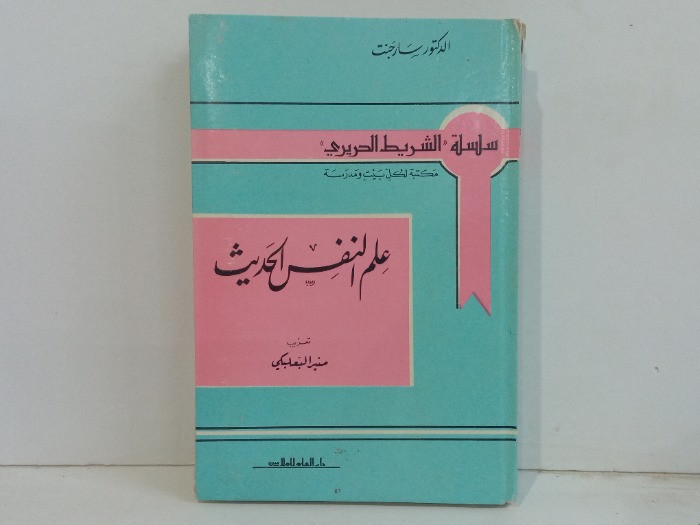 الدكتور سارجنت
سلسلة «الشريط الحريري»
مكتبة لكل بيت ومدرسة
علم النفس الحديث
تعريب
منير البعلبكي
دار العلم للملايين